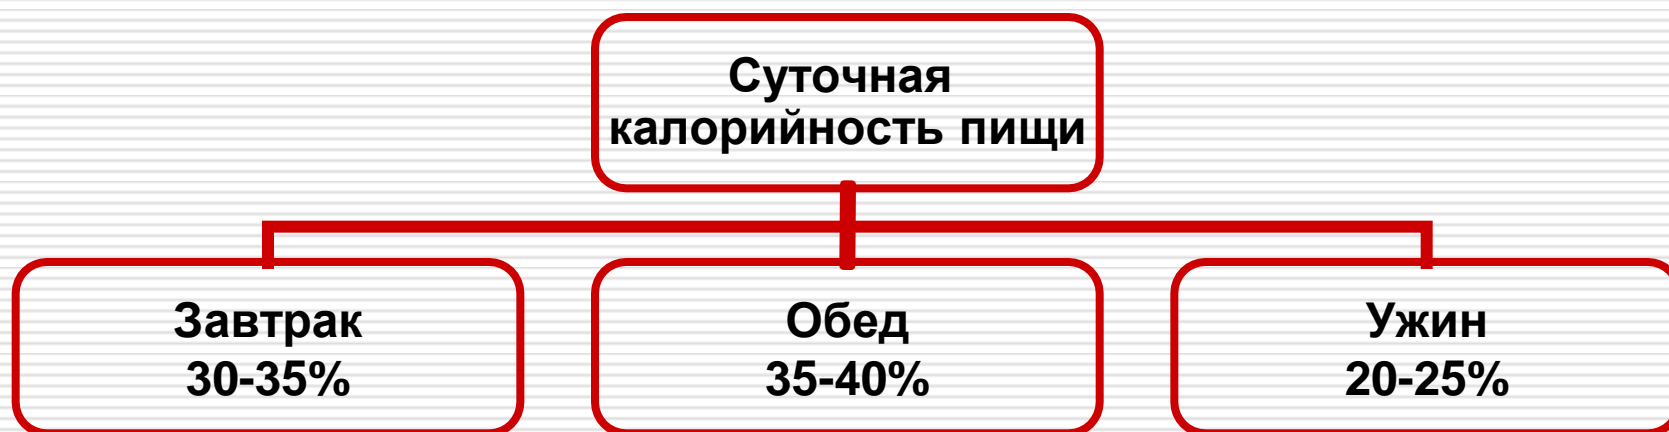 Суточная
калорийность пищи
Завтрак
30-35%
Обед
35-40%
Ужин
20-25%